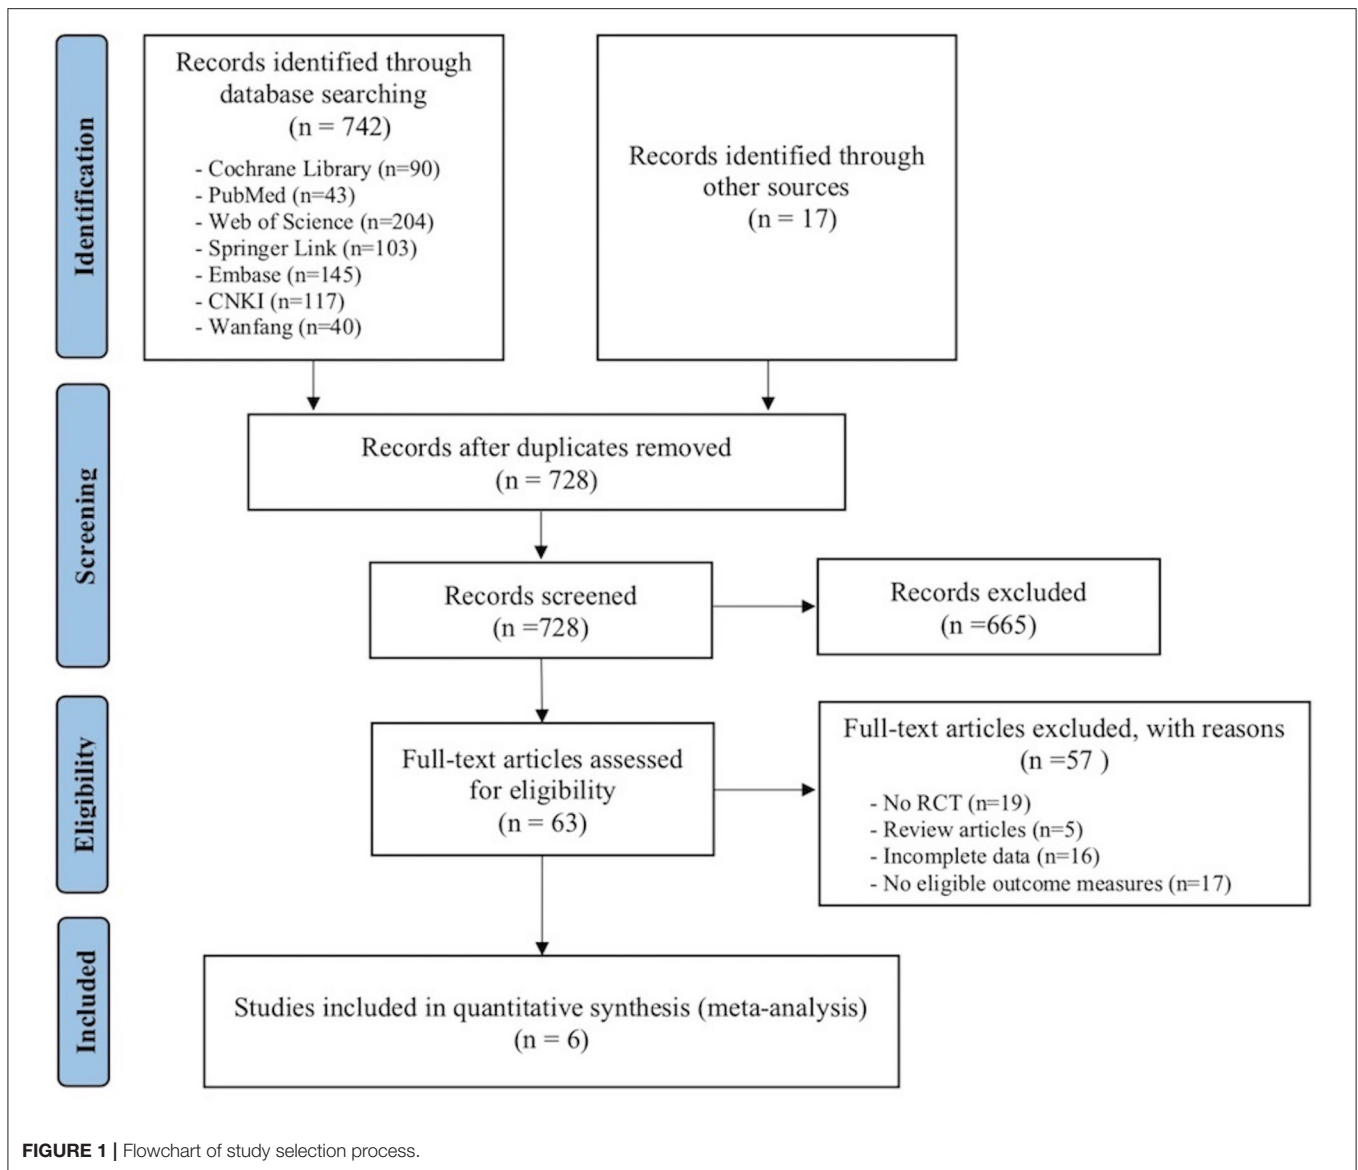 Identification
Records identified through
database searching
(n = 742)
- Cochrane Library (n=90)
- PubMed (n=43)
- Web of Science (n=204)
- Springer Link (n=103)
- Embase (n=145)
- CNKI (n=117)
- Wanfang (n=40)
Records identified through
other sources
(n = 17)
Screening
Records after duplicates removed
(n = 728)
Records screened
(n =728)
Records excluded
(n =665)
Eligibility
Full-text articles assessed
for eligibility
(n = 63)
Full-text articles excluded, with reasons
(n =57 )
- No RCT (n=19)
- Review articles (n=5)
- Incomplete data (n=16)
- No eligible outcome measures (n=17)
Included
Studies included in quantitative synthesis (meta-analysis)
(n = 6)
FIGURE 1 | Flowchart of study selection process.